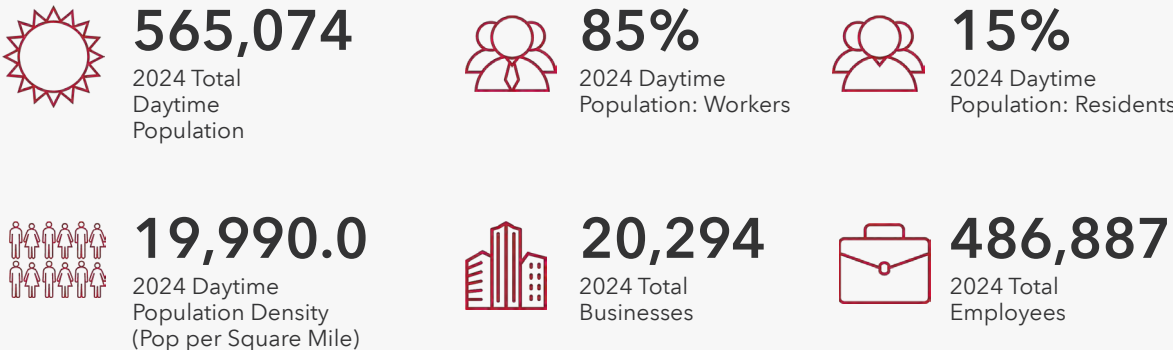 565,074
2024 Total
Daytime
Population
85%
2024 Daytime
Population: Workers
15%
2024 Daytime
Population: Residents
19,990.0
2024 Daytime
Population Density
(Pop per Square Mile)
20,294
2024 Total
Businesses
486,887
2024 Total
Employees